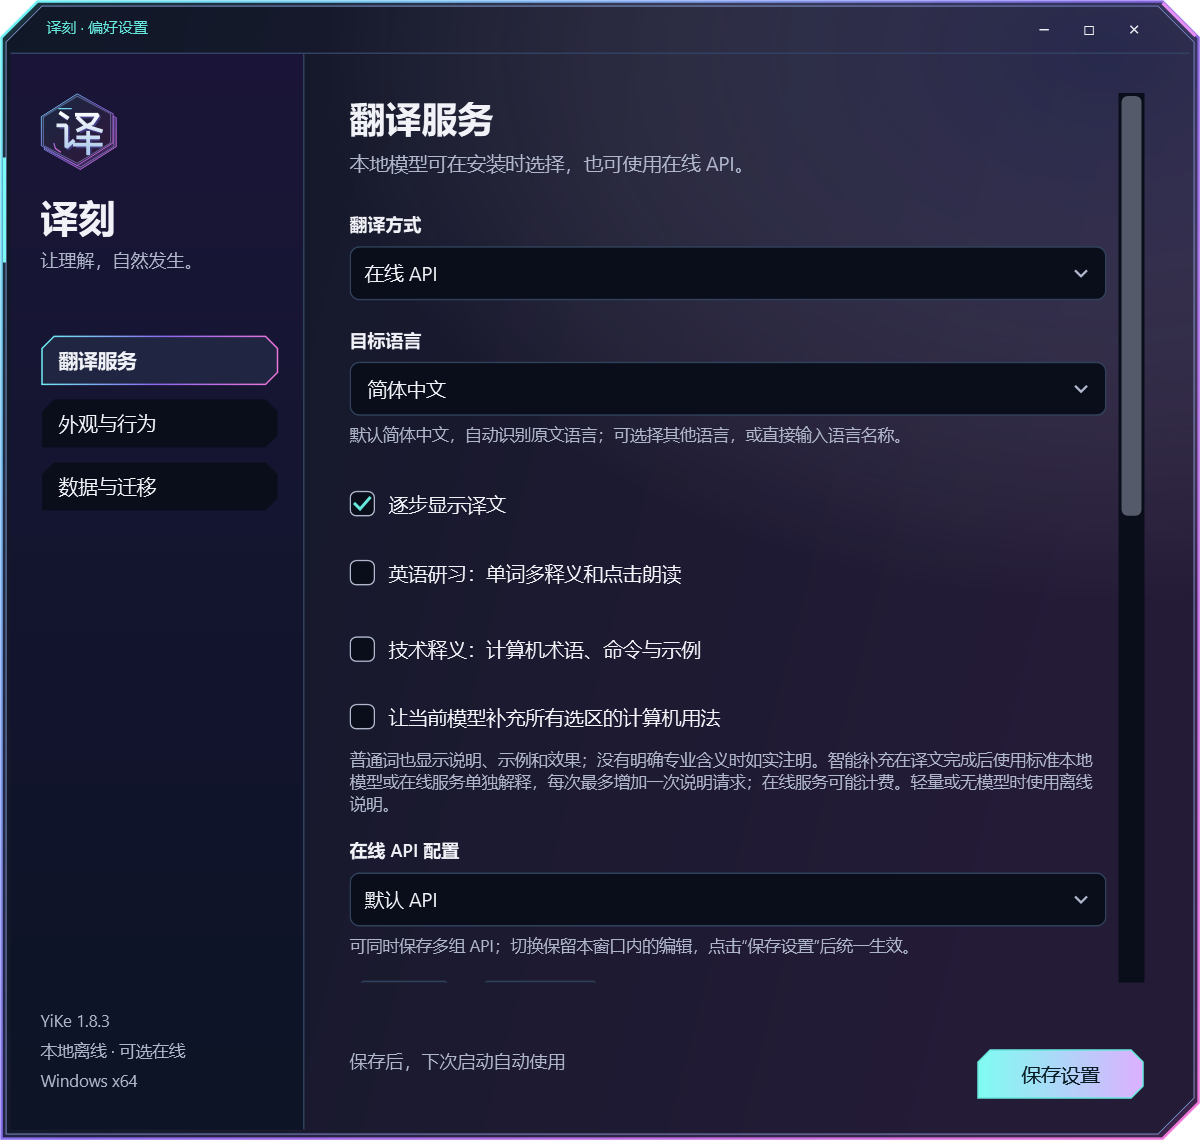 译刻 · 偏好设置
译
译刻
让理解，自然发生。
翻译服务
外观与行为
数据与迁移
YiKe 1.8.3
本地离线 · 可选在线
Windows x64
翻译服务
本地模型可在安装时选择，也可使用在线 API。
翻译方式
在线 API
目标语言
简体中文
默认简体中文，自动识别原文语言；可选择其他语言，或直接输入语言名称。
逐步显示译文
英语研习：单词多释义和点击朗读
技术释义：计算机术语、命令与示例
让当前模型补充所有选区的计算机用法
普通词也显示说明、示例和效果；没有明确专业含义时如实注明。智能补充在译文完成后使用标准本地
模型或在线服务单独解释，每次最多增加一次说明请求；在线服务可能计费。轻量或无模型时使用离线
说明。
在线 API 配置
默认 API
可同时保存多组 API；切换保留本窗口内的编辑，点击“保存设置”后统一生效。
保存后，下次启动自动使用
保存设置